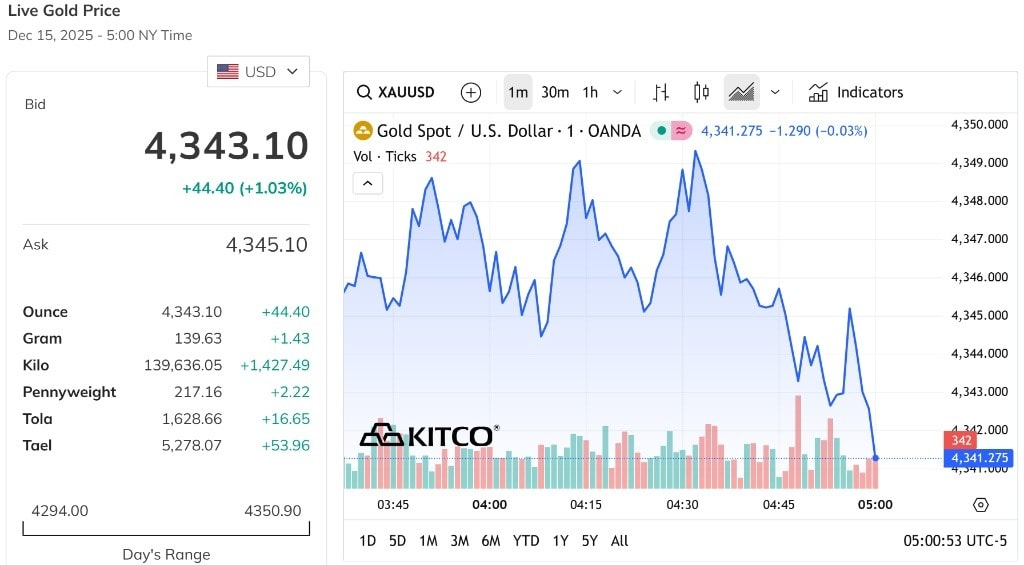 Live Gold Price
Dec 15, 2025 - 5:00 NY Time
USD
Bid
4,343.10
+44.40 (+1.03%)
Ask 4,345.10
Ounce 4,343.10 +44.40
Gram 139.63 +1.43
Kilo 139,636.05 +1,427.49
Pennyweight 217.16 +2.22
Tola 1,628.66 +16.65
Tael 5,278.07 +53.96
4294.00 4350.90
Day's Range
XAUUSD 1m 30m 1h Indicators
Gold Spot / U.S. Dollar · 1 · OANDA ≈ 4,341.275 −1.290 (−0.03%)
Vol · Ticks 342
4,350.000
4,349.000
4,348.000
4,347.000
4,346.000
4,345.000
4,344.000
4,343.000
4,342.000
342
4,341.275
4,341.000
KITCO®
03:45 04:00 04:15 04:30 04:45 05:00
1D 5D 1M 3M 6M YTD 1Y 5Y All 05:00:53 UTC-5